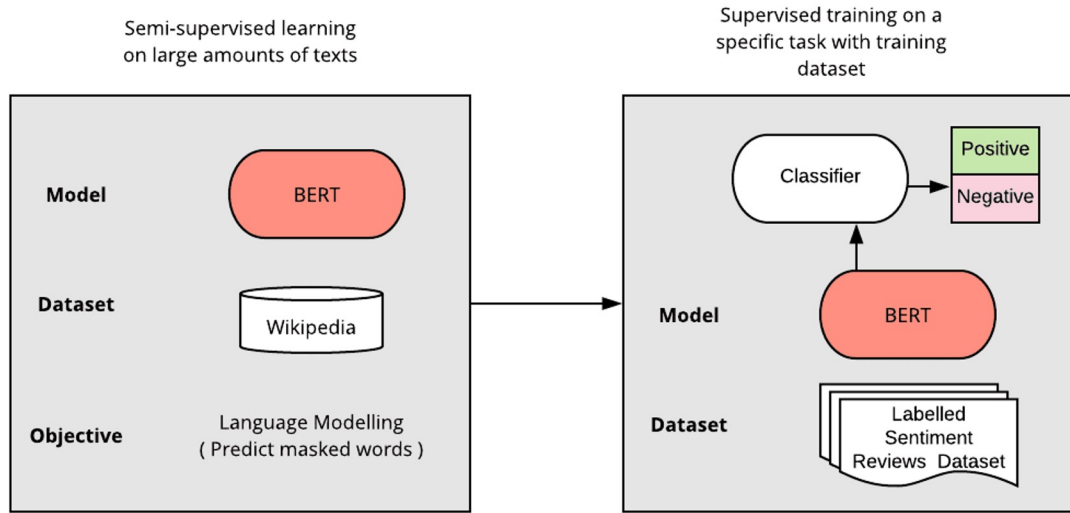 Semi-supervised learning
on large amounts of texts
Model
BERT
Dataset
Wikipedia
Objective
Language Modelling
( Predict masked words )
Supervised training on a
specific task with training
dataset
Classifier
Positive
Negative
Model
BERT
Dataset
Labelled
Sentiment
Reviews Dataset